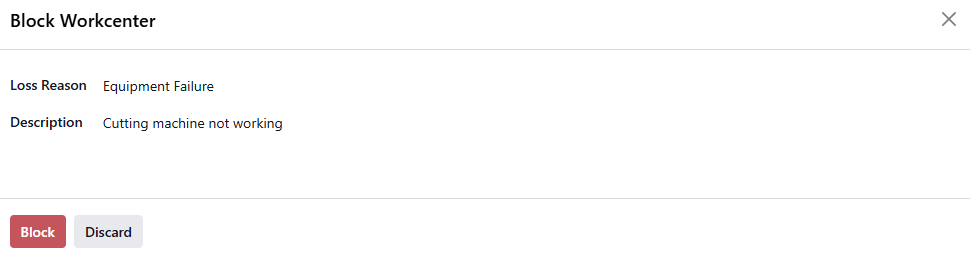 Block Workcenter
Loss Reason Equipment Failure
Description Cutting machine not working
Block Discard